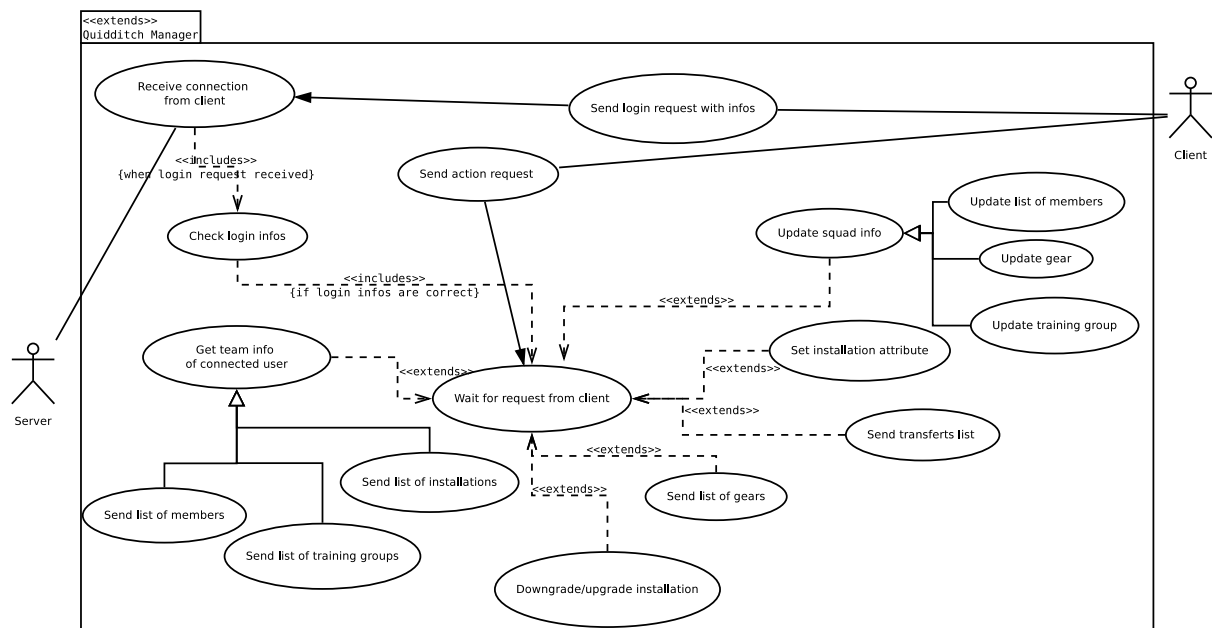 <<extends>>
Quidditch Manager
Receive connection
from client
Send login request with infos
Client
<<includes>>
{when login request received}
Send action request
Update list of members
Check login infos
Update squad info
Update gear
<<includes>>
{if login infos are correct}
<<extends>>
Update training group
Server
Get team info
of connected user
<<extends>>
Set installation attribute
<<extends>>
Wait for request from client
<<extends>>
Send transferts list
<<extends>>
Send list of installations
<<extends>>
Send list of gears
Send list of members
Send list of training groups
Downgrade/upgrade installation